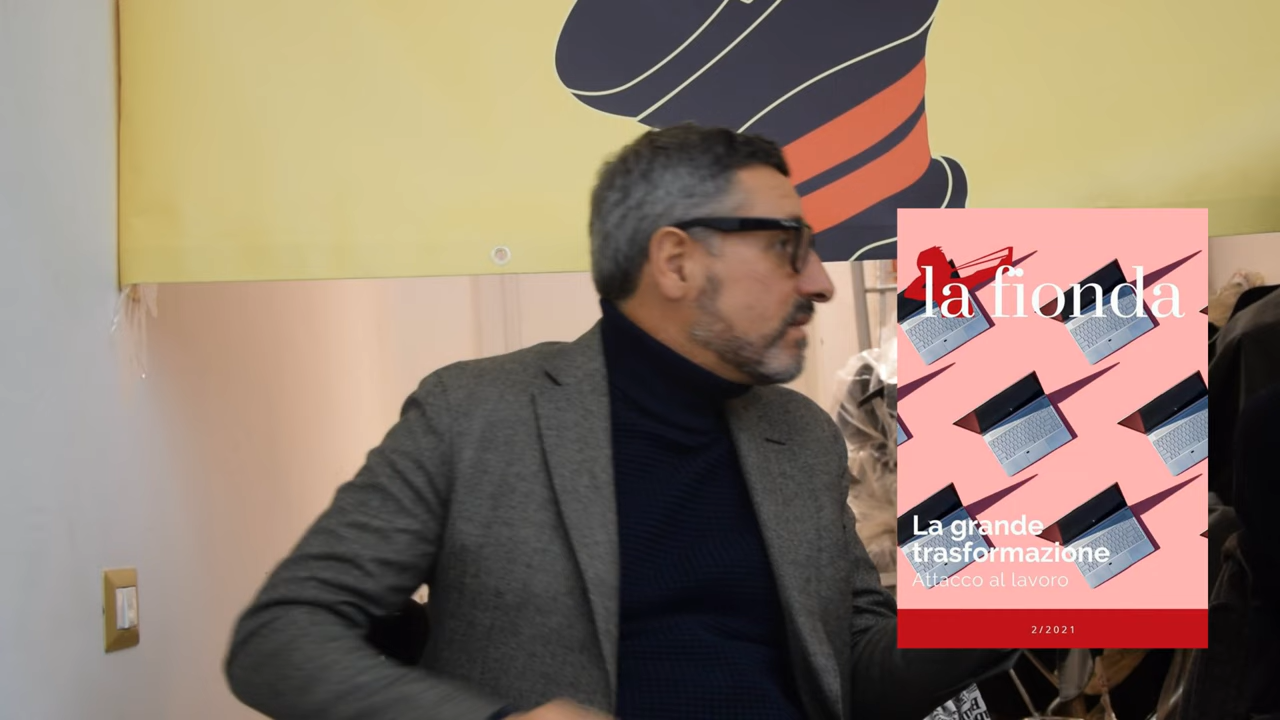 la fionda
La grande
trasformazione
Attacco al lavoro
2/2021